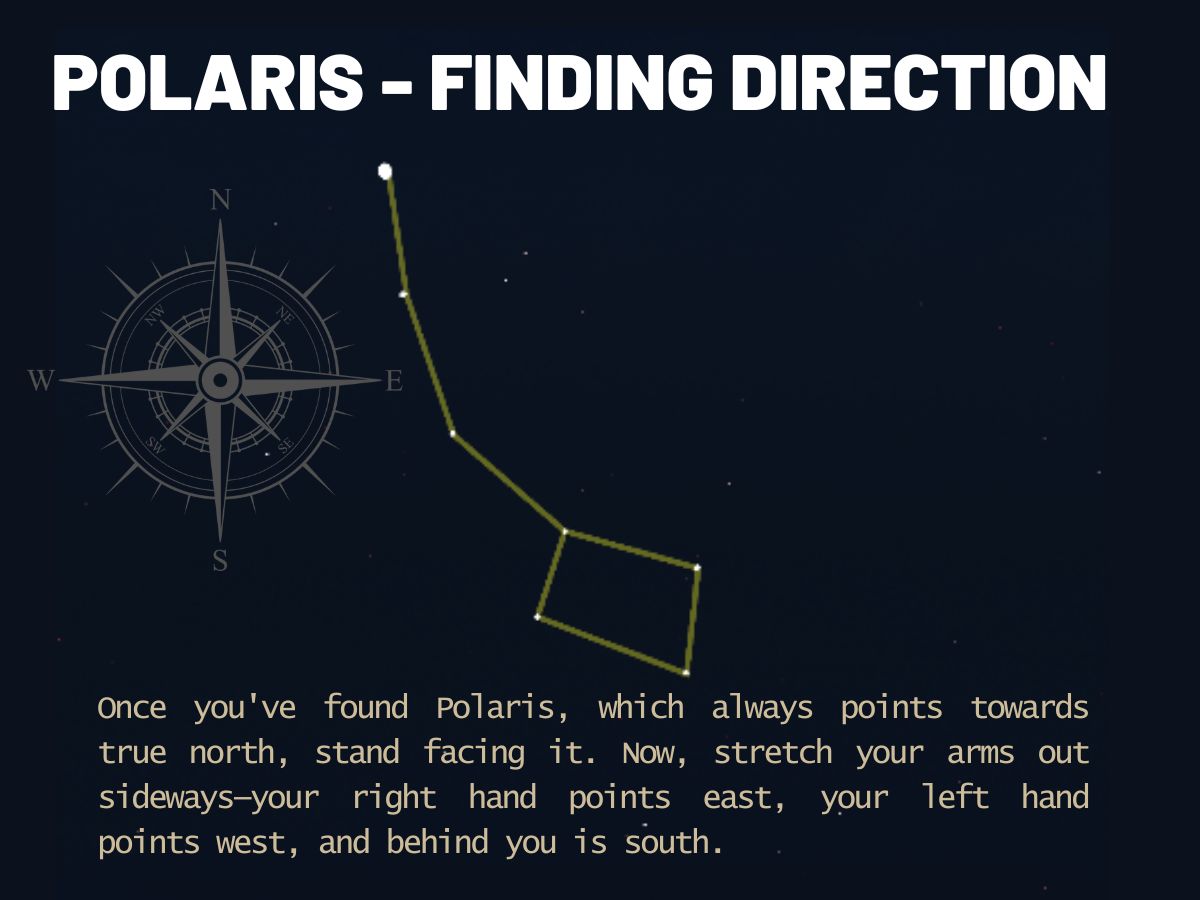 POLARIS – FINDING DIRECTION
N
NW NE
W E
SW SE
S
Once you've found Polaris, which always points towards
true north, stand facing it. Now, stretch your arms out
sideways—your right hand points east, your left hand
points west, and behind you is south.